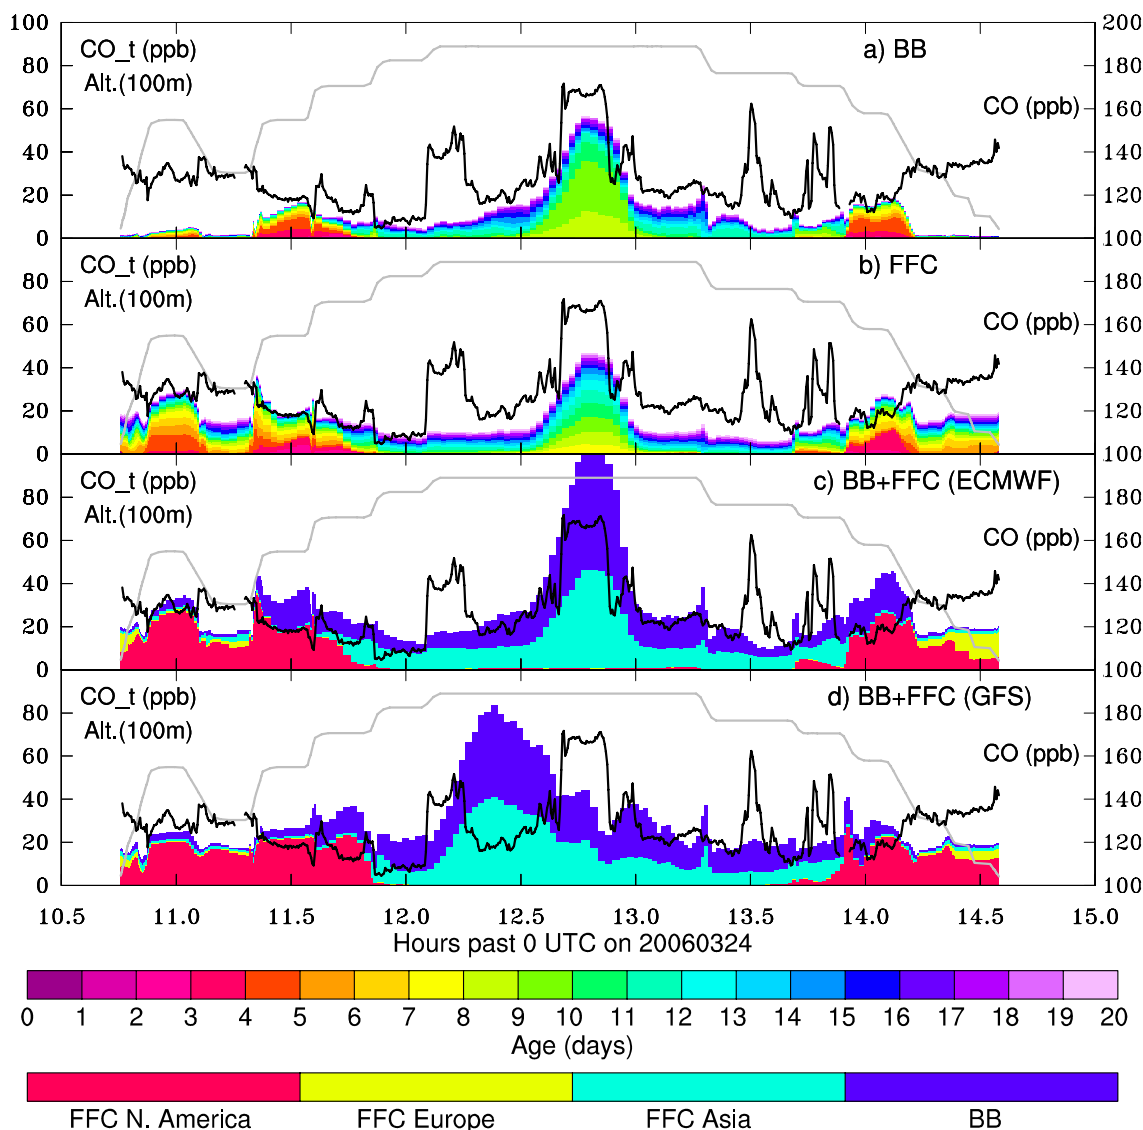 100 200
CO_t (ppb) a) BB
80 180
Alt.(100m)
CO (ppb)
60 160
40 140
20 120
0 100
CO_t (ppb) b) FFC
80 180
Alt.(100m)
CO (ppb)
60 160
40 140
20 120
0 100
CO_t (ppb) c) BB+FFC (ECMWF)
80 180
Alt.(100m)
CO (ppb)
60 160
40 140
20 120
0 100
CO_t (ppb) d) BB+FFC (GFS)
80 180
Alt.(100m)
CO (ppb)
60 160
40 140
20 120
0 100
10.5 11.0 11.5 12.0 12.5 13.0 13.5 14.0 14.5 15.0
Hours past 0 UTC on 20060324
0 1 2 3 4 5 6 7 8 9 10 11 12 13 14 15 16 17 18 19 20
Age (days)
FFC N. America FFC Europe FFC Asia BB